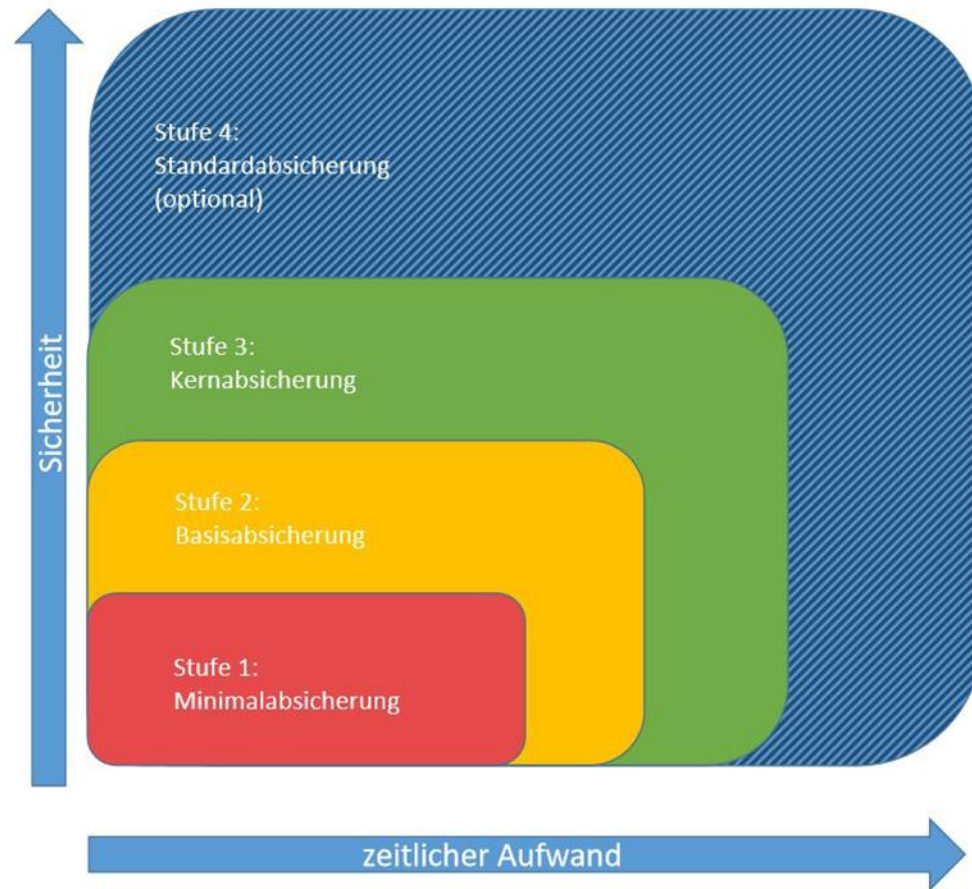 Stufe 4:
Standardabsicherung
(optional)
Stufe 3:
Kernabsicherung
Stufe 2:
Basisabsicherung
Stufe 1:
Minimalabsicherung
Sicherheit
zeitlicher Aufwand